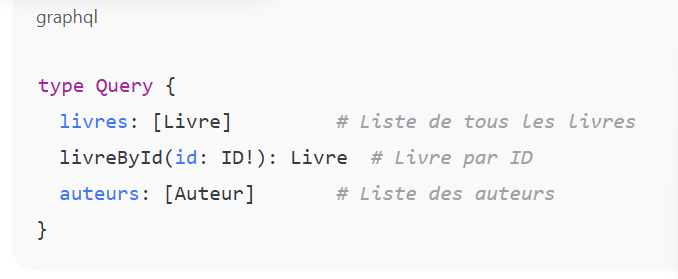 graphql
type Query {
  livres: [Livre]         # Liste de tous les livres
  livreById(id: ID!): Livre  # Livre par ID
  auteurs: [Auteur]       # Liste des auteurs
}